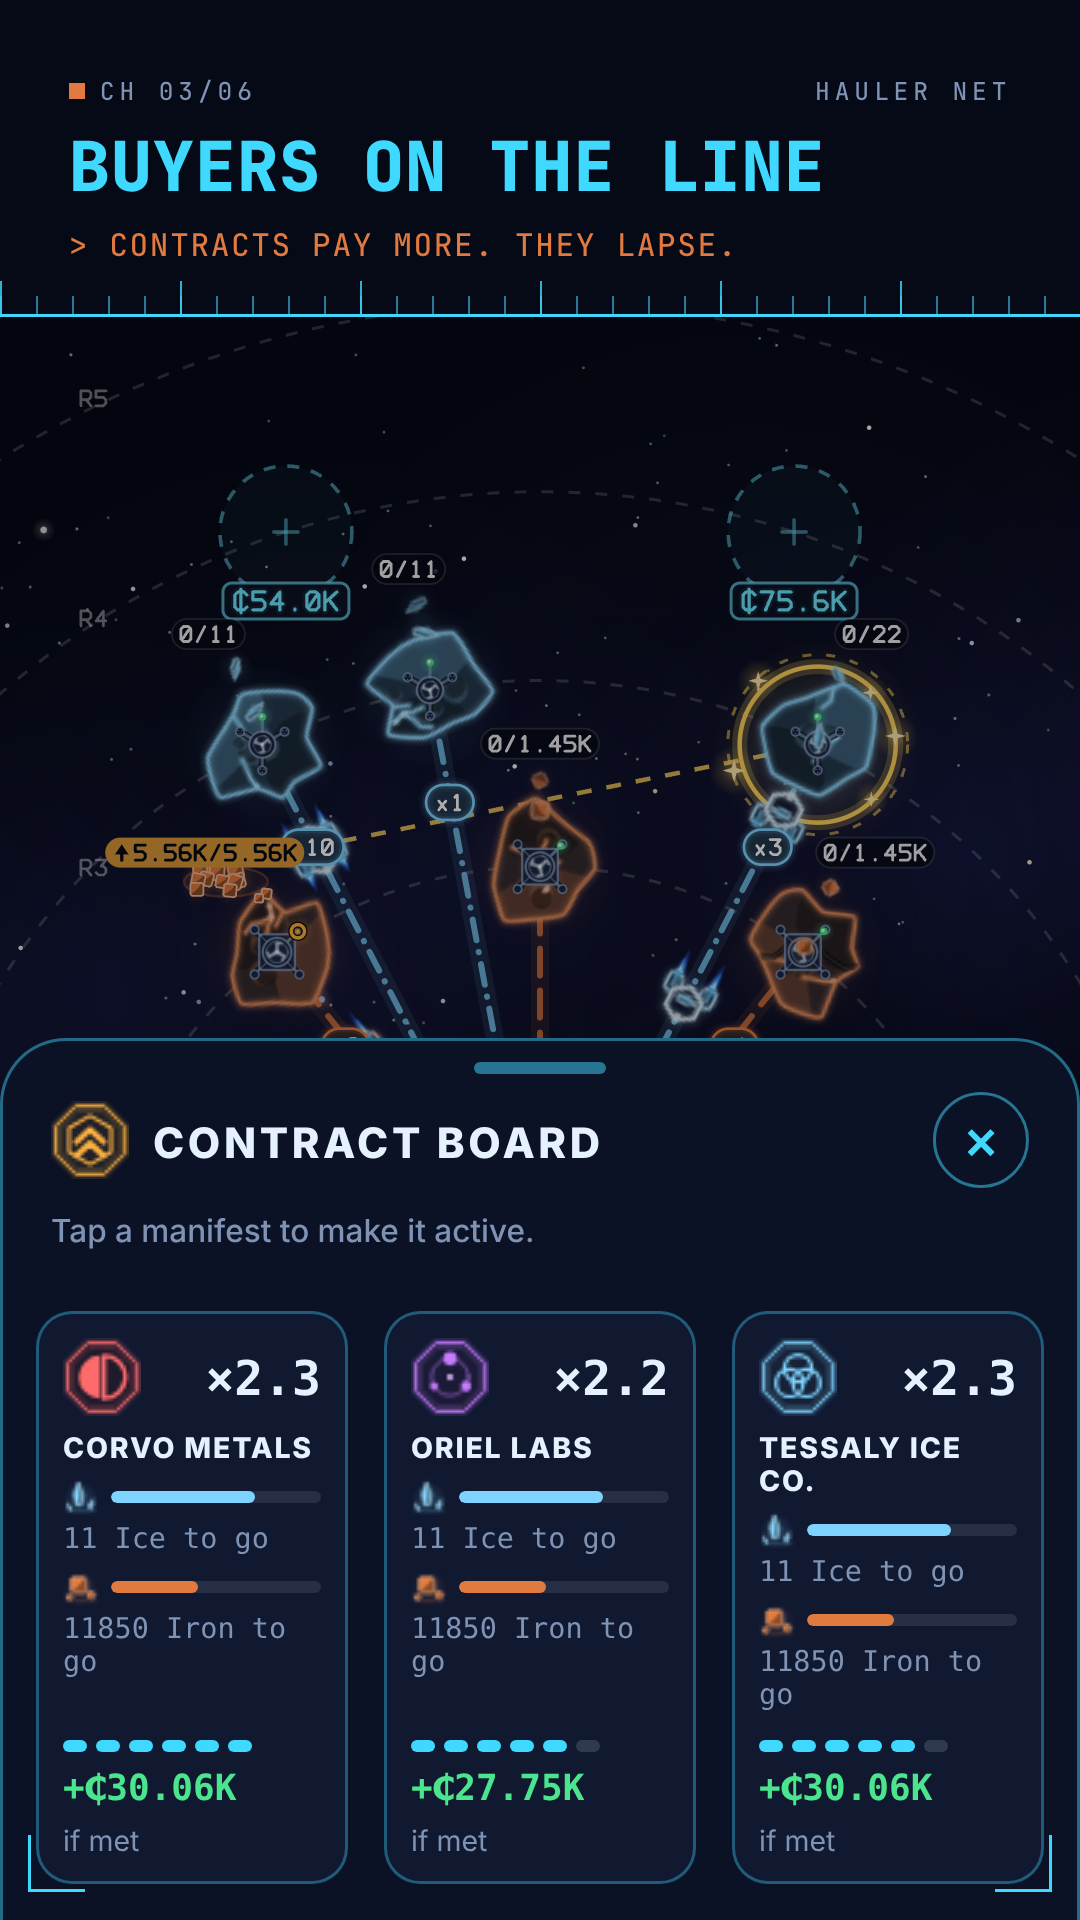 CH 03/06
HAULER NET
BUYERS ON THE LINE
> CONTRACTS PAY MORE. THEY LAPSE.
R5
0/11
₵54.0K
₵75.6K
R4
0/11
0/22
0/1.45K
x1
5.56K/5.56K
10
x3
0/1.45K
R3
CONTRACT BOARD
×
Tap a manifest to make it active.
×2.3
CORVO METALS
11 Ice to go
11850 Iron to
go
+₵30.06K
if met
×2.2
ORIEL LABS
11 Ice to go
11850 Iron to
go
+₵27.75K
if met
×2.3
TESSALY ICE
CO.
11 Ice to go
11850 Iron to
go
+₵30.06K
if met